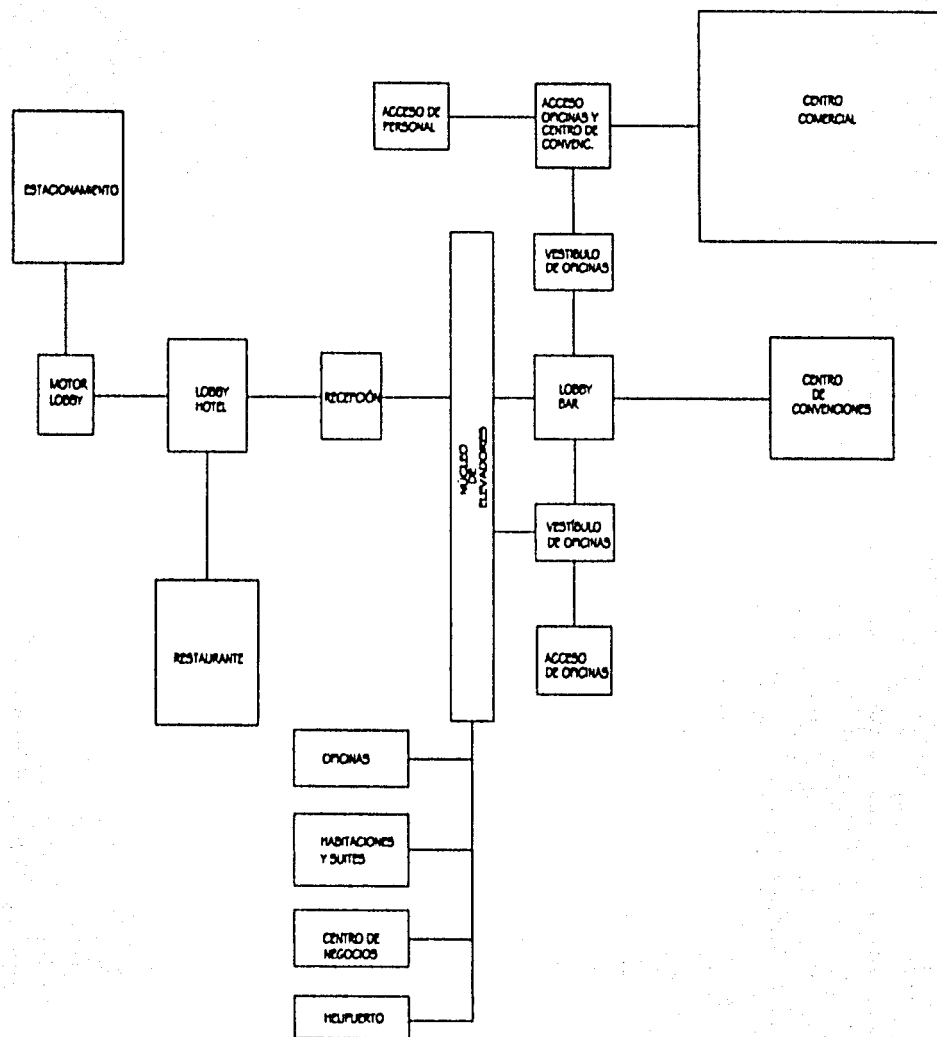 CENTRO
COMERCIAL
ACCESO DE
PERSONAL
ACCESO
OFICINAS Y
CENTRO DE
CONVENC.
ESTACIONAMIENTO
VESTIBULO
DE OFICINAS
MOTOR
LOBBY
LOBBY
HOTEL
RECEPCIÓN
NÚCLEO
DE
ELEVADORES
LOBBY
BAR
CENTRO
DE
CONVENCIONES
VESTÍBULO
DE OFICINAS
RESTAURANTE
ACCESO
DE OFICINAS
OFICINAS
HABITACIONES
Y SUITES
CENTRO DE
NEGOCIOS
HELIPUERTO